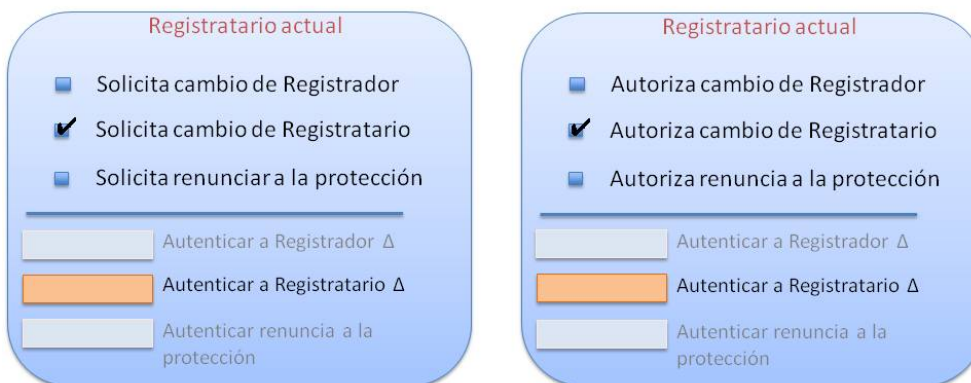 Registratario actual
Solicita cambio de Registrador
Solicita cambio de Registratario
Solicita renunciar a la protección
Autenticar a Registrador Δ
Autenticar a Registratario Δ
Autenticar renuncia a la
protección
Registratario actual
Autoriza cambio de Registrador
Autoriza cambio de Registratario
Autoriza renuncia a la protección
Autenticar a Registrador Δ
Autenticar a Registratario Δ
Autenticar renuncia a la
protección